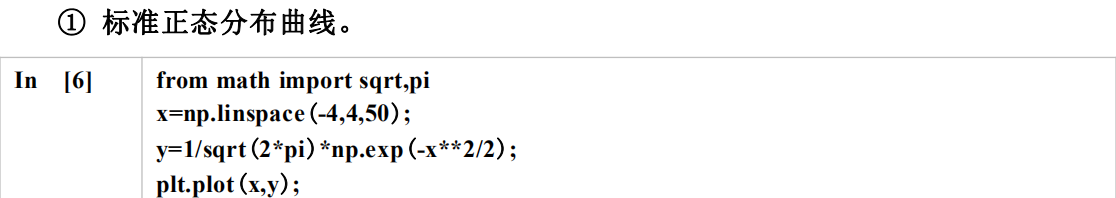 ① 标准正态分布曲线。
In [6]
from math import sqrt,pi
x=np.linspace(-4,4,50);
y=1/sqrt(2*pi)*np.exp(-x**2/2);
plt.plot(x,y);